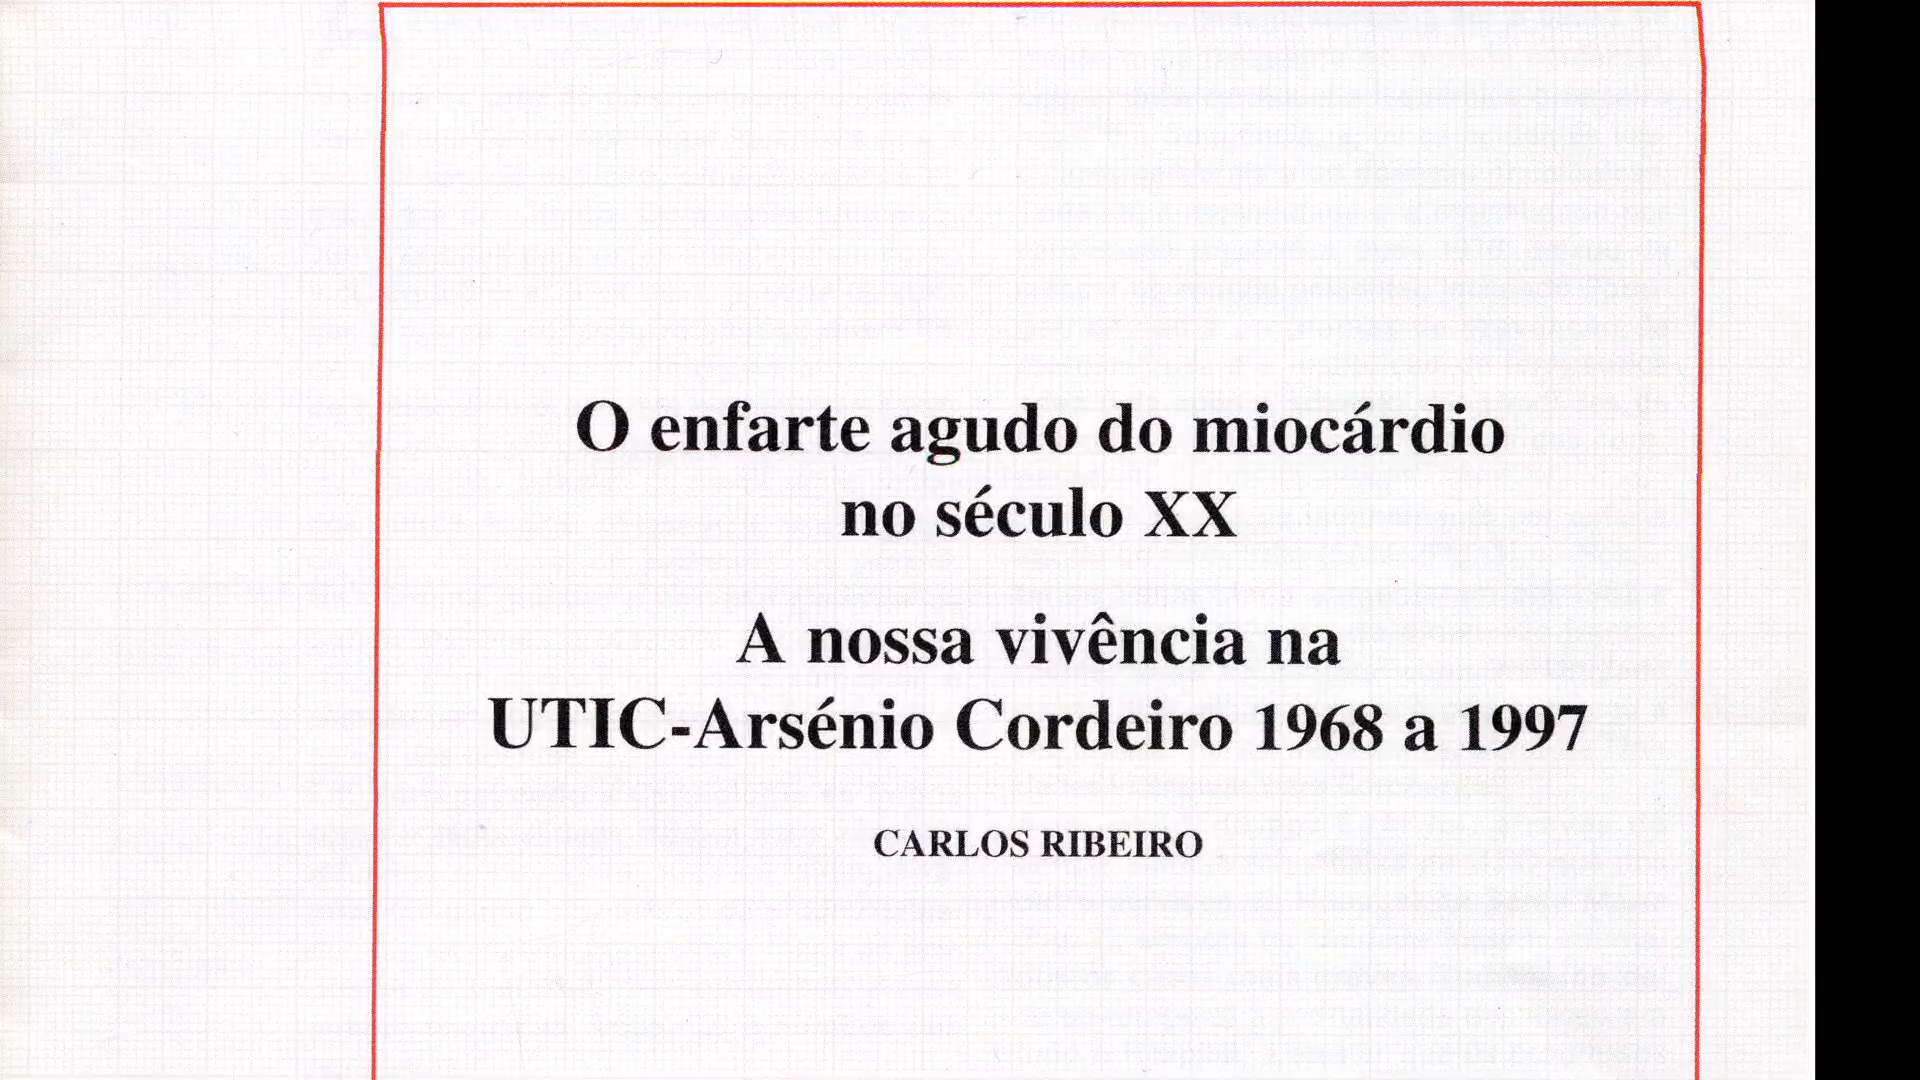 O enfarte agudo do miocárdio
no século XX
A nossa vivência na
UTIC-Arsénio Cordeiro 1968 a 1997
CARLOS RIBEIRO